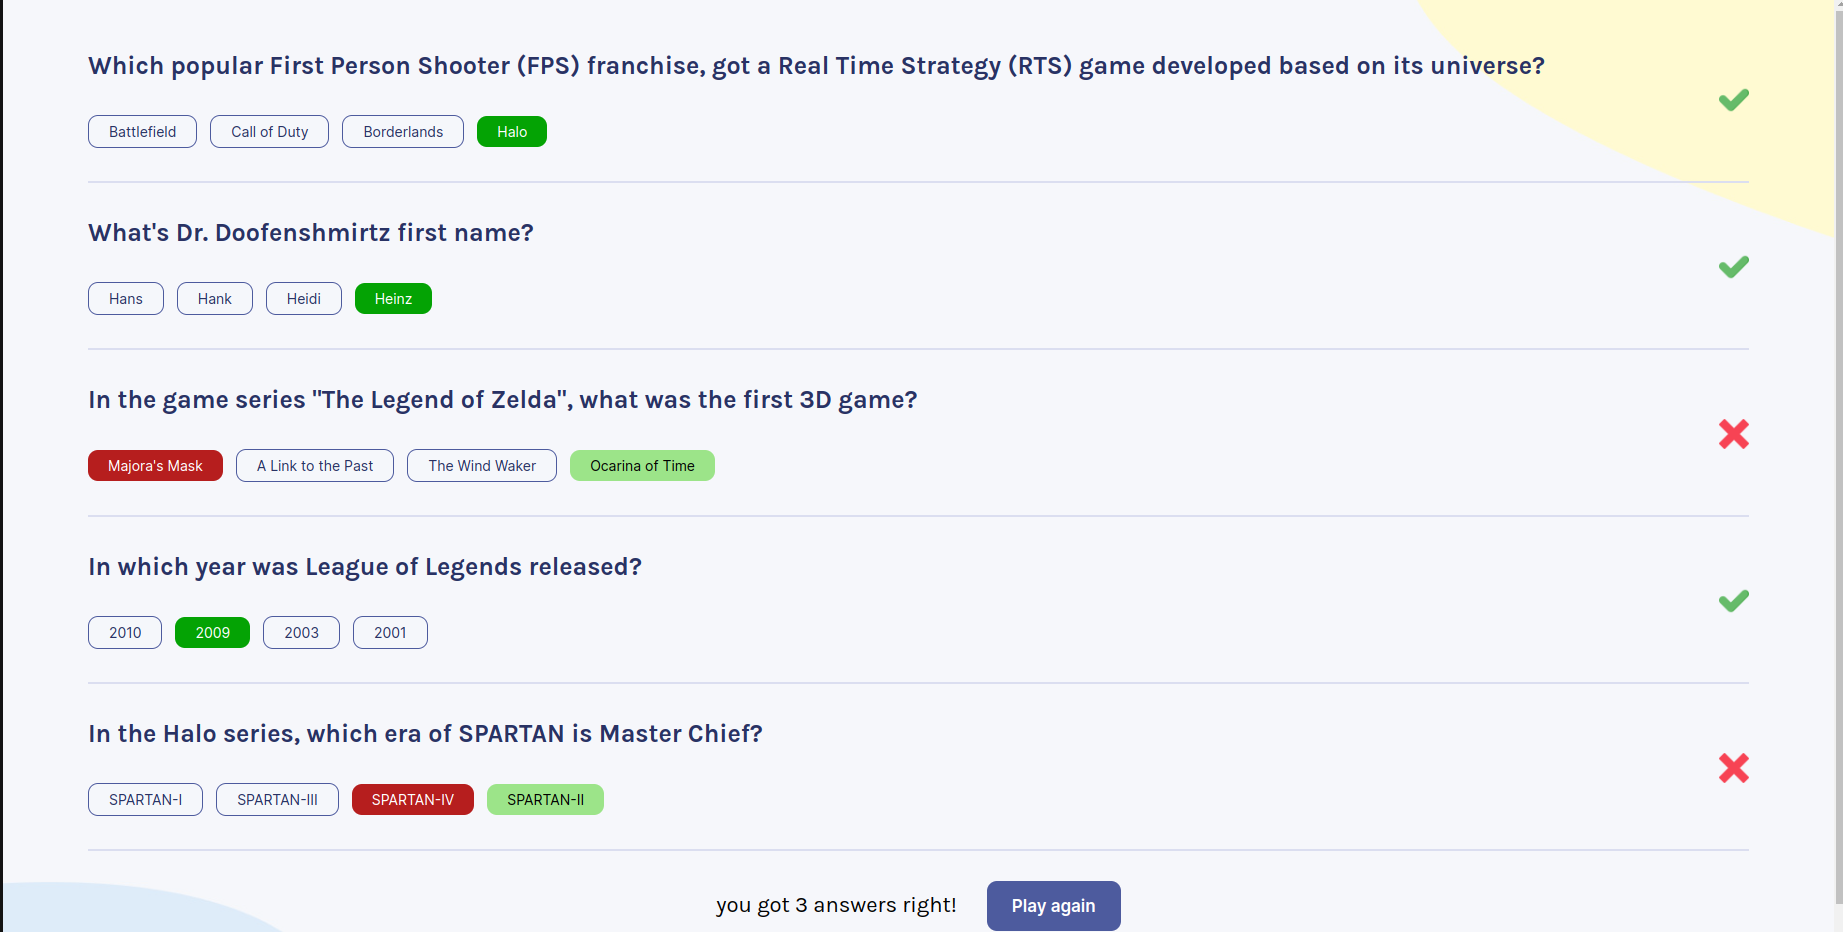 Which popular First Person Shooter (FPS) franchise, got a Real Time Strategy (RTS) game developed based on its universe?
Battlefield Call of Duty Borderlands Halo
What's Dr. Doofenshmirtz first name?
Hans Hank Heidi Heinz
In the game series "The Legend of Zelda", what was the first 3D game?
Majora's Mask A Link to the Past The Wind Waker Ocarina of Time
In which year was League of Legends released?
2010 2009 2003 2001
In the Halo series, which era of SPARTAN is Master Chief?
SPARTAN-I SPARTAN-III SPARTAN-IV SPARTAN-II
you got 3 answers right! Play again